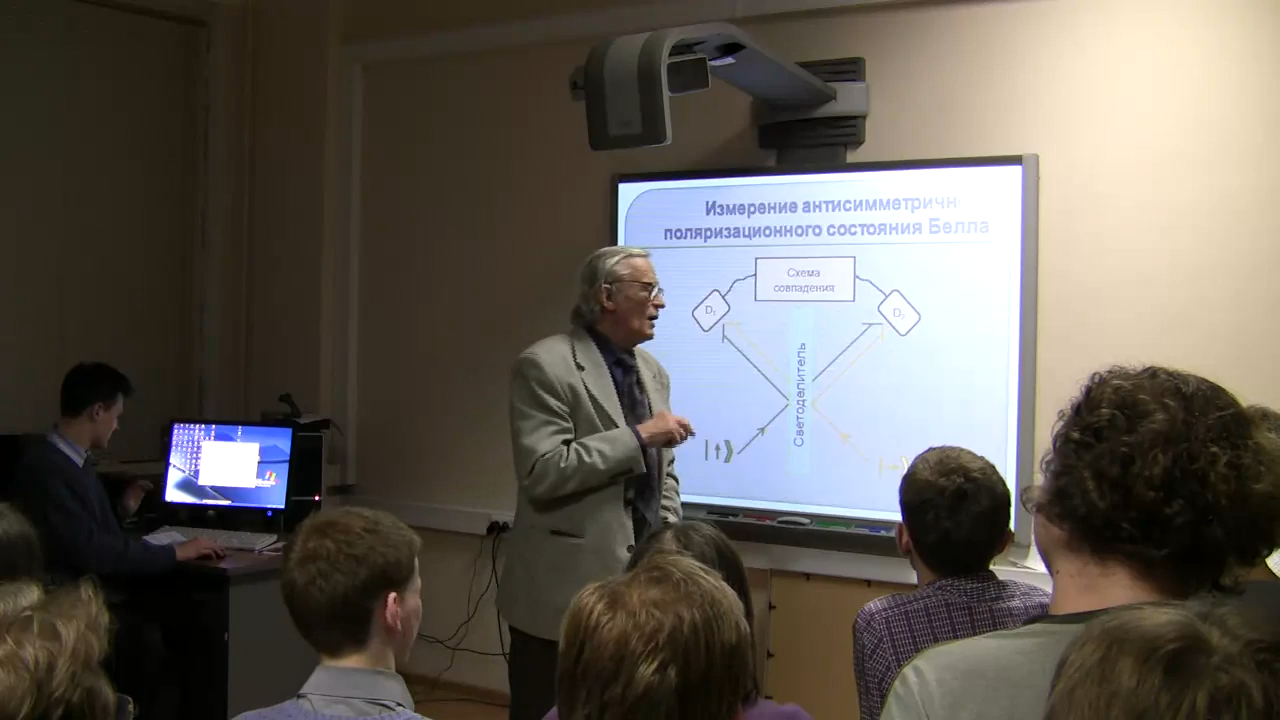 Измерение антисимметричн
поляризационного состояния Белла
Схема
совпадения
D₁
D₂
Светоделитель
|↑⟩